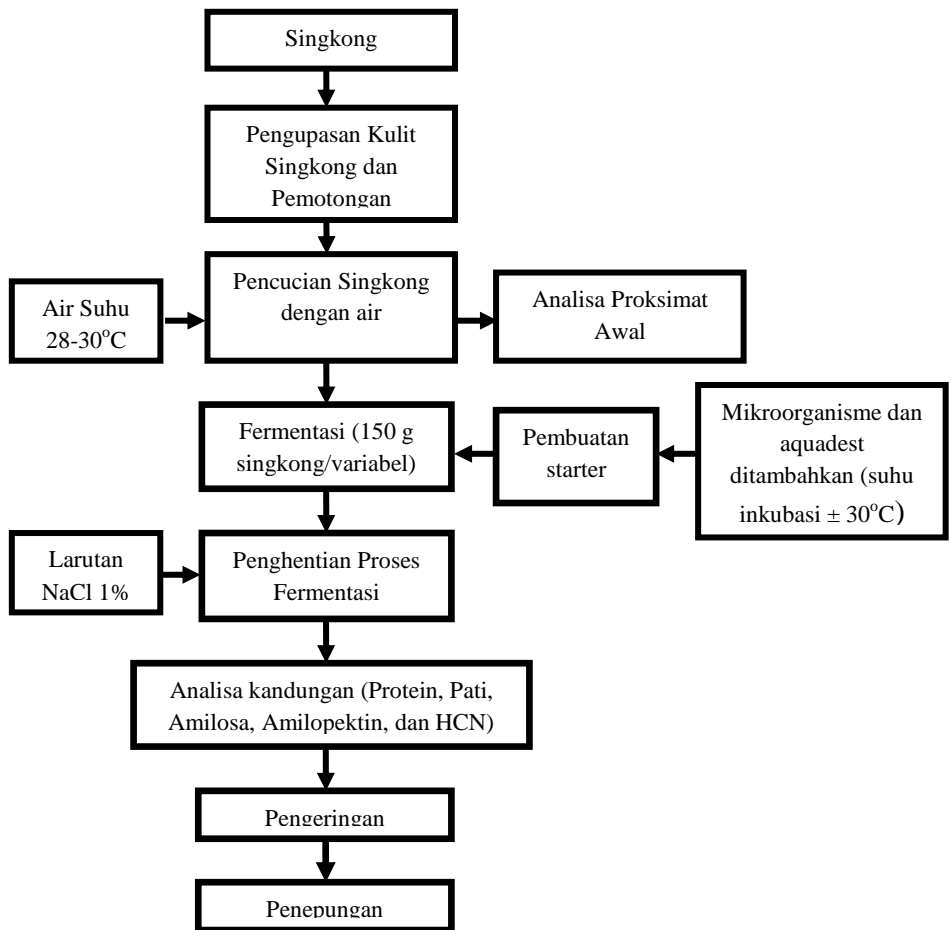 Singkong
Pengupasan Kulit
Singkong dan
Pemotongan
Pencucian Singkong
dengan air
Air Suhu
28-30°C
Analisa Proksimat
Awal
Fermentasi (150 g
singkong/variabel)
Pembuatan
starter
Mikroorganisme dan
aquadest
ditambahkan (suhu
inkubasi ± 30°C)
Larutan
NaCl 1%
Penghentian Proses
Fermentasi
Analisa kandungan (Protein, Pati,
Amilosa, Amilopektin, dan HCN)
Pengeringan
Penepungan